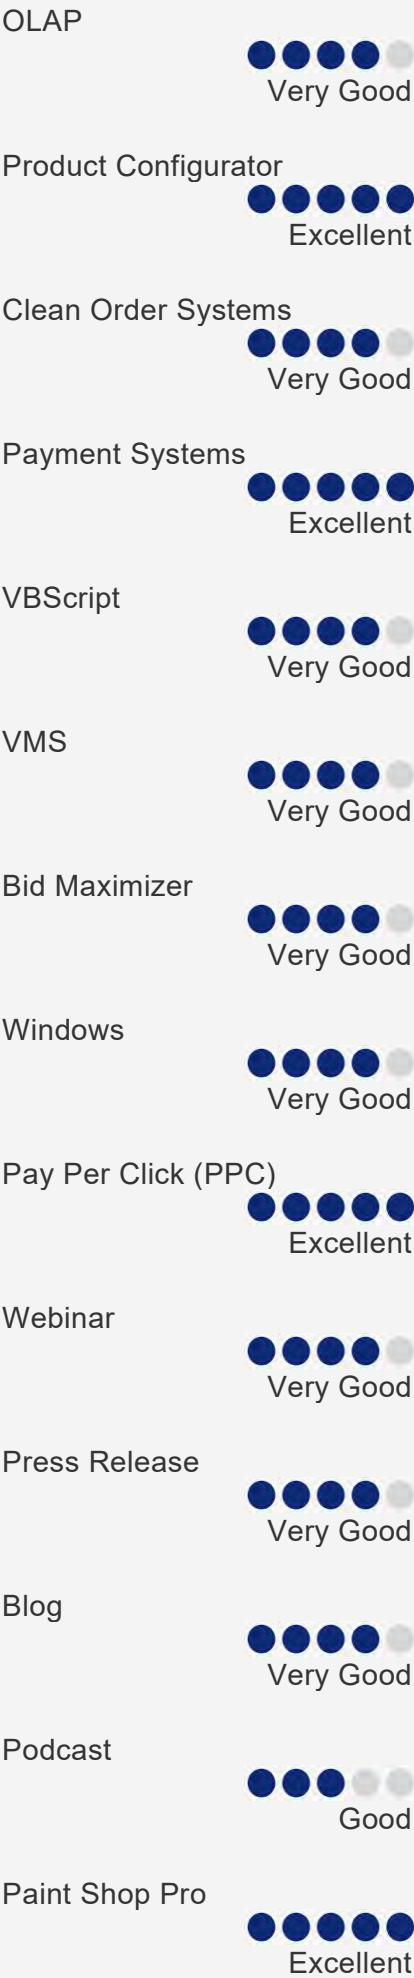 OLAP
Very Good
Product Configurator
Excellent
Clean Order Systems
Very Good
Payment Systems
Excellent
VBScript
Very Good
VMS
Very Good
Bid Maximizer
Very Good
Windows
Very Good
Pay Per Click (PPC)
Excellent
Webinar
Very Good
Press Release
Very Good
Blog
Very Good
Podcast
Good
Paint Shop Pro
Excellent